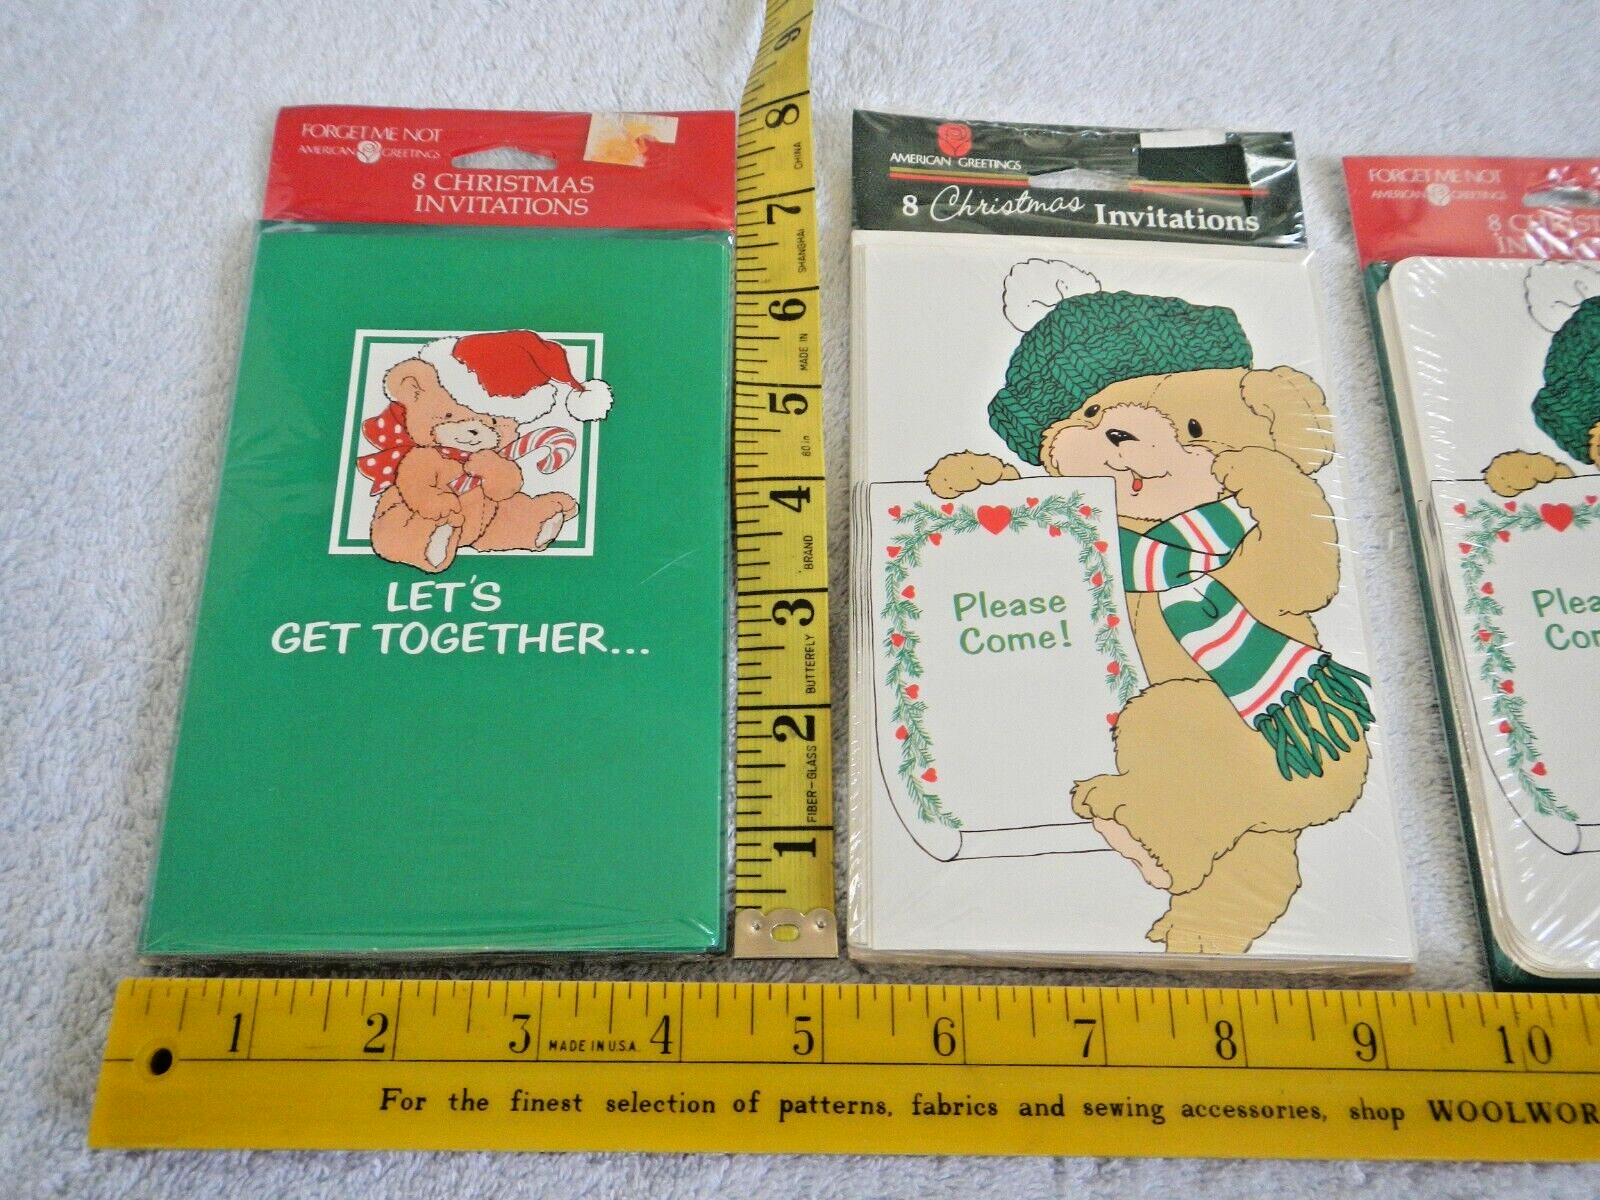 FORGET ME NOT
AMERICAN GREETINGS
8 CHRISTMAS
INVITATIONS
LET'S
GET TOGETHER...
9
8
CHINA
7
SHANGHAI
6
MADE IN
5
60 in
4
BRAND
3
BUTTERFLY
2
FIBER-GLASS
1
AMERICAN GREETINGS
8 Christmas Invitations
Please
Come!
FORGET ME NOT
AMERICAN GREETINGS
8
1 2 3 MADE IN U.S.A. 4 5 6 7 8 9 10
For the finest selection of patterns, fabrics and sewing accessories, shop WOOLWOR